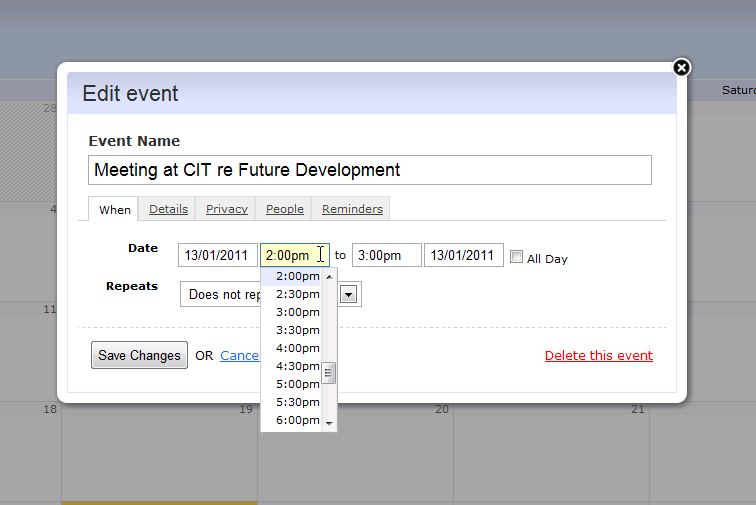 Saturd
28
Edit event
Event Name
Meeting at CIT re Future Development
When Details Privacy People Reminders
4
Date 13/01/2011 2:00pm to 3:00pm 13/01/2011 All Day
2:00pm
Repeats Does not rep
2:30pm
3:00pm
11
3:30pm
4:00pm
Save Changes OR Cance Delete this event
4:30pm
5:00pm
5:30pm
18 19 20 21
6:00pm